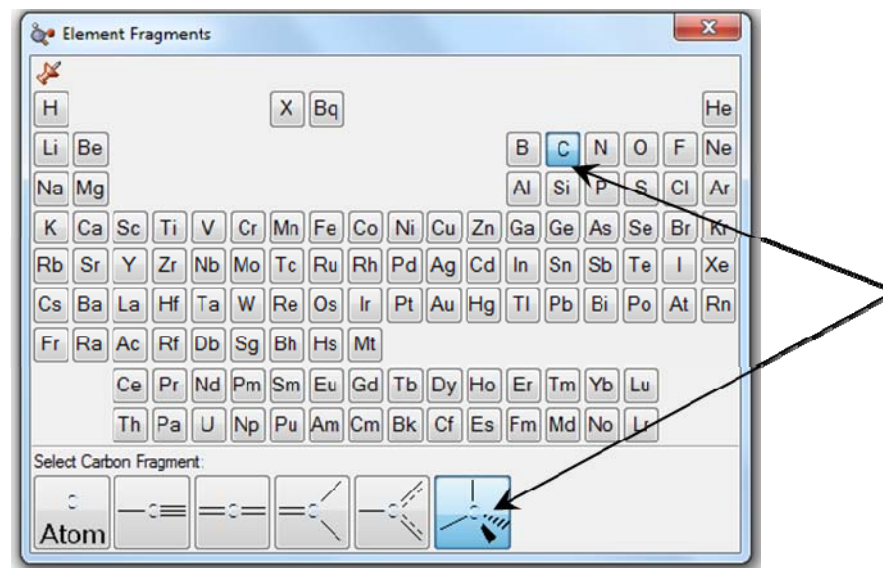 Element Fragments
H X Bq He
Li Be B C N O F Ne
Na Mg Al Si P S Cl Ar
K Ca Sc Ti V Cr Mn Fe Co Ni Cu Zn Ga Ge As Se Br Kr
Rb Sr Y Zr Nb Mo Tc Ru Rh Pd Ag Cd In Sn Sb Te I Xe
Cs Ba La Hf Ta W Re Os Ir Pt Au Hg Tl Pb Bi Po At Rn
Fr Ra Ac Rf Db Sg Bh Hs Mt
Ce Pr Nd Pm Sm Eu Gd Tb Dy Ho Er Tm Yb Lu
Th Pa U Np Pu Am Cm Bk Cf Es Fm Md No Lr
Select Carbon Fragment:
C C C C C C
Atom